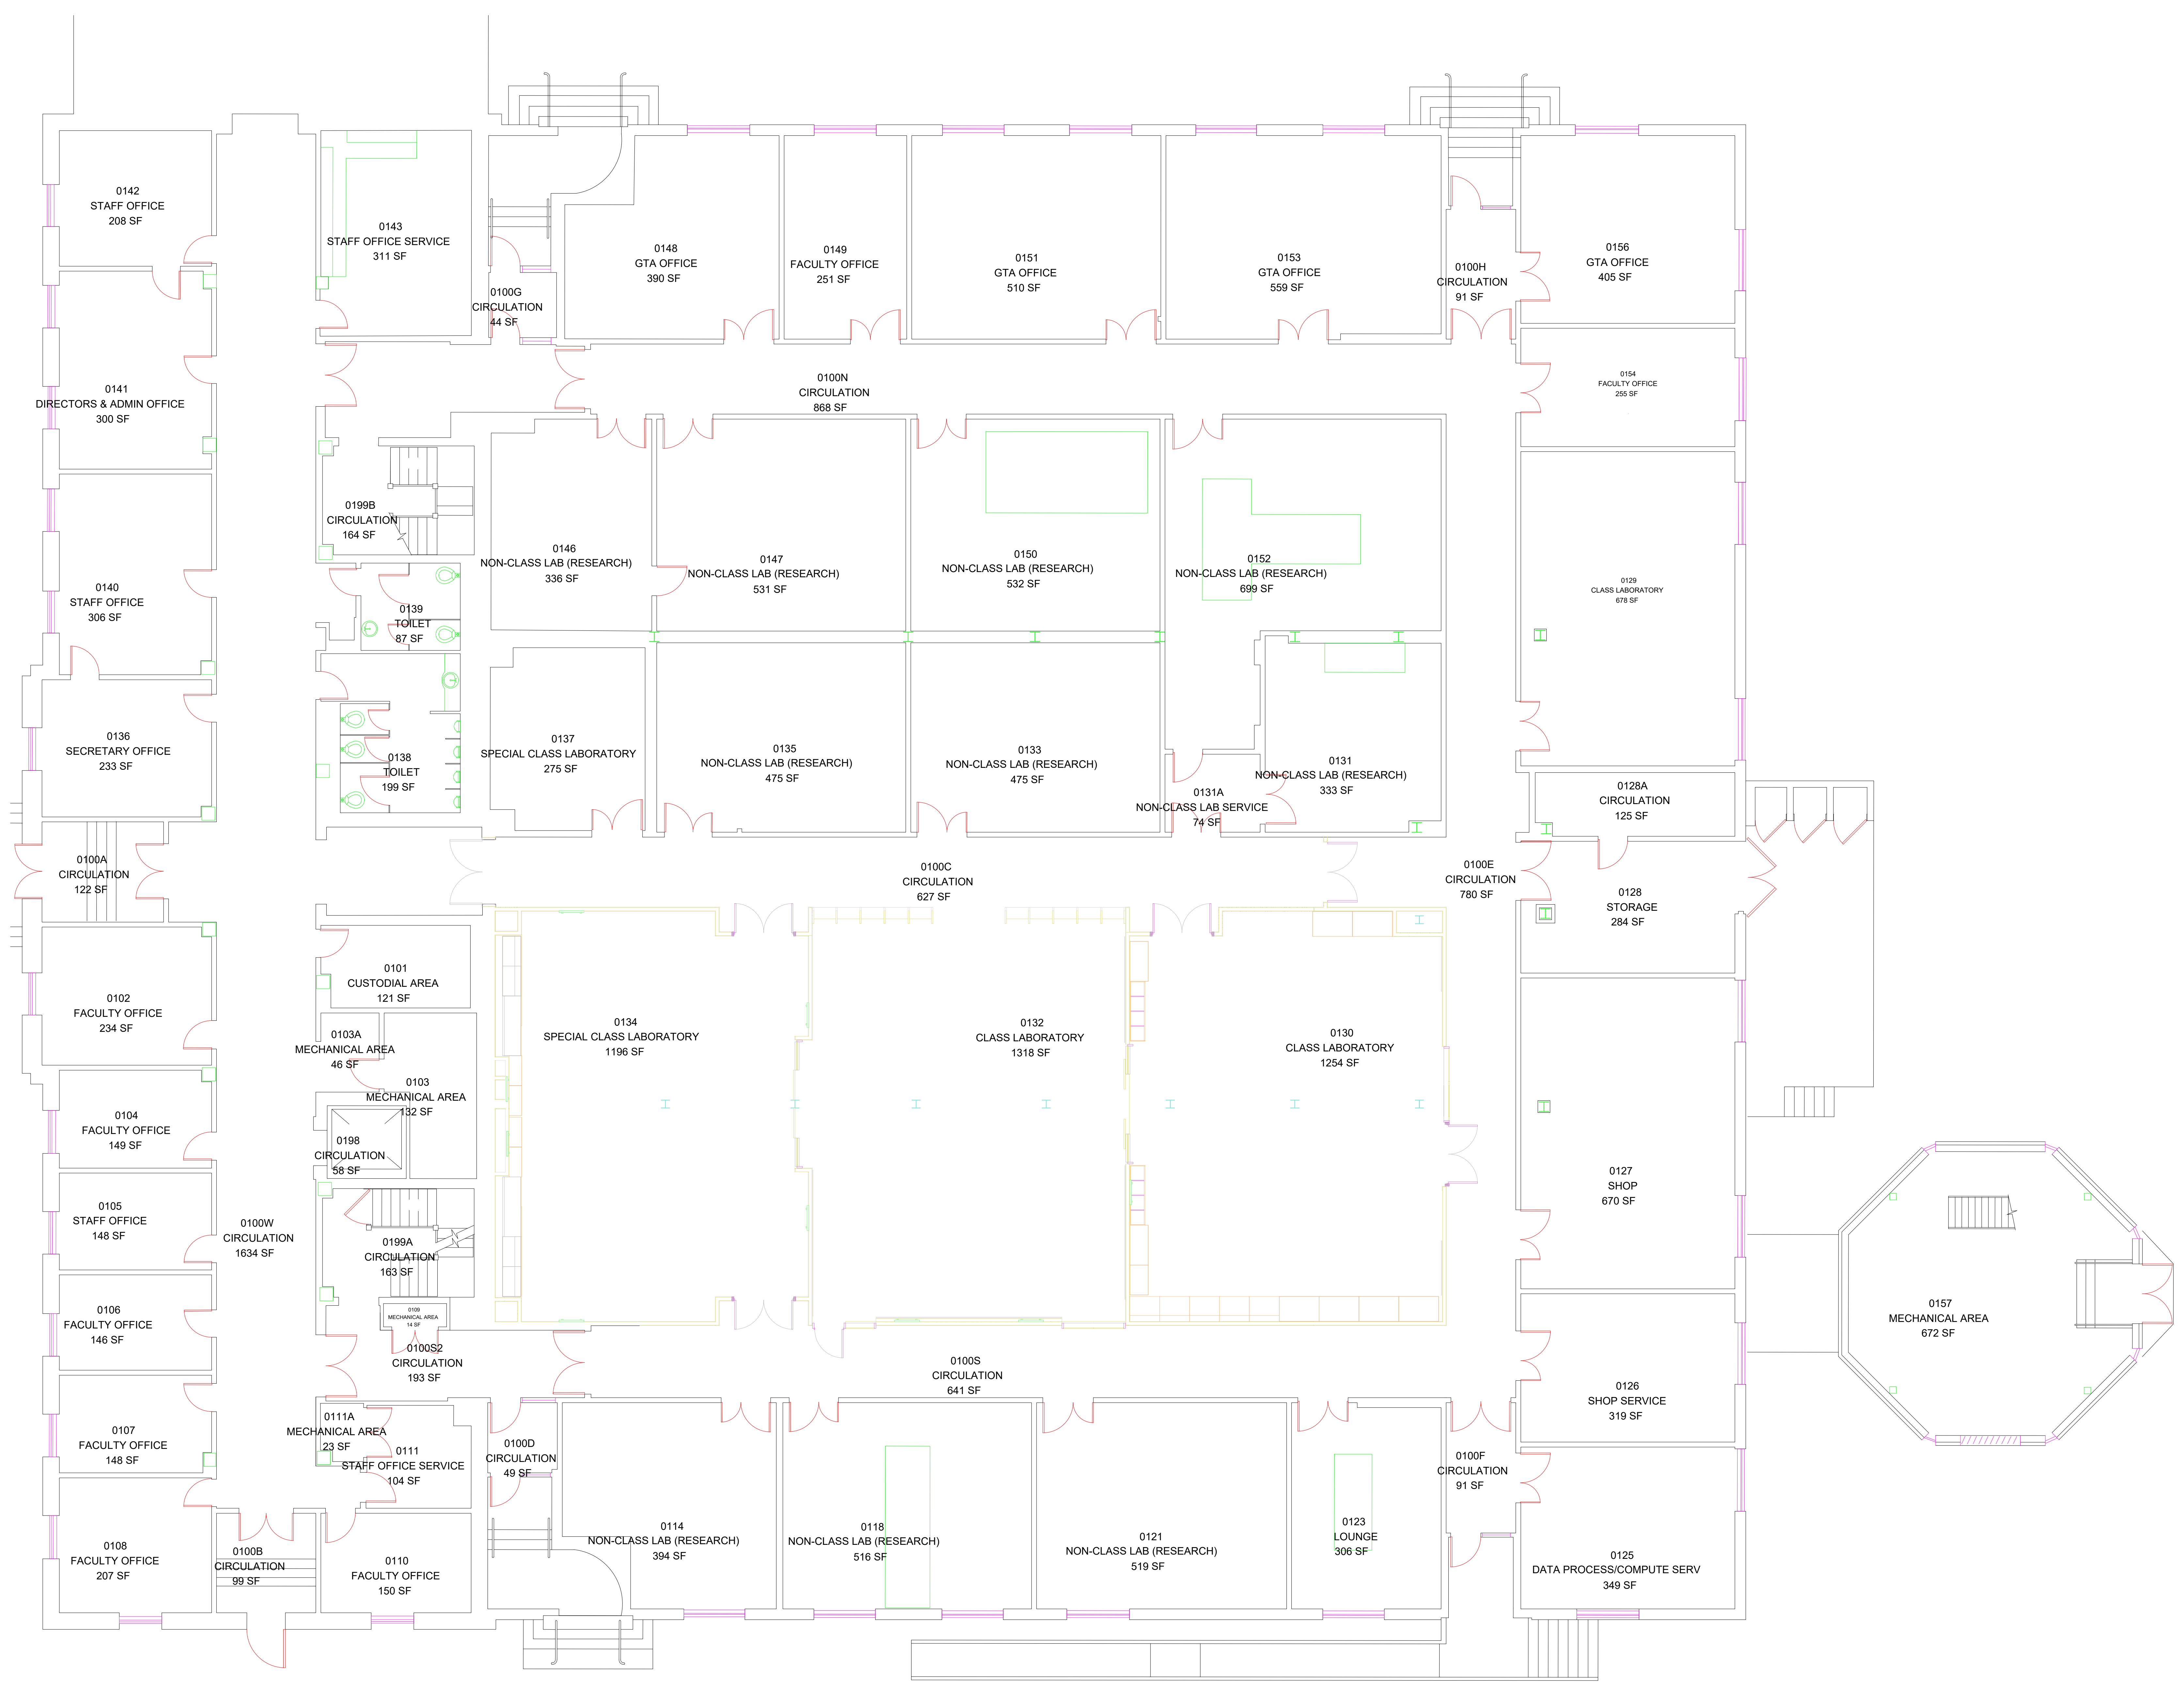 0142
STAFF OFFICE
208 SF
0143
STAFF OFFICE SERVICE
311 SF
0148
GTA OFFICE
390 SF
0149
FACULTY OFFICE
251 SF
0151
GTA OFFICE
510 SF
0153
GTA OFFICE
559 SF
0100H
CIRCULATION
91 SF
0156
GTA OFFICE
405 SF
0100G
CIRCULATION
44 SF
0141
DIRECTORS & ADMIN OFFICE
300 SF
0100N
CIRCULATION
868 SF
0154
FACULTY OFFICE
255 SF
0199B
CIRCULATION
164 SF
0146
NON-CLASS LAB (RESEARCH)
336 SF
0147
NON-CLASS LAB (RESEARCH)
531 SF
0150
NON-CLASS LAB (RESEARCH)
532 SF
0152
NON-CLASS LAB (RESEARCH)
699 SF
0129
CLASS LABORATORY
678 SF
0140
STAFF OFFICE
306 SF
0139
TOILET
87 SF
0136
SECRETARY OFFICE
233 SF
0138
TOILET
199 SF
0137
SPECIAL CLASS LABORATORY
275 SF
0135
NON-CLASS LAB (RESEARCH)
475 SF
0133
NON-CLASS LAB (RESEARCH)
475 SF
0131
NON-CLASS LAB (RESEARCH)
333 SF
0131A
NON-CLASS LAB SERVICE
74 SF
0128A
CIRCULATION
125 SF
0100A
CIRCULATION
122 SF
0100C
CIRCULATION
627 SF
0100E
CIRCULATION
780 SF
0128
STORAGE
284 SF
0101
CUSTODIAL AREA
121 SF
0102
FACULTY OFFICE
234 SF
0103A
MECHANICAL AREA
46 SF
0103
MECHANICAL AREA
132 SF
0134
SPECIAL CLASS LABORATORY
1196 SF
0132
CLASS LABORATORY
1318 SF
0130
CLASS LABORATORY
1254 SF
0104
FACULTY OFFICE
149 SF
0198
CIRCULATION
58 SF
0127
SHOP
670 SF
0105
STAFF OFFICE
148 SF
0100W
CIRCULATION
1634 SF
0199A
CIRCULATION
163 SF
0157
MECHANICAL AREA
672 SF
0106
FACULTY OFFICE
146 SF
0109
MECHANICAL AREA
14 SF
0100S2
CIRCULATION
193 SF
0100S
CIRCULATION
641 SF
0126
SHOP SERVICE
319 SF
0107
FACULTY OFFICE
148 SF
0111A
MECHANICAL AREA
23 SF
0111
STAFF OFFICE SERVICE
104 SF
0100D
CIRCULATION
49 SF
0100F
CIRCULATION
91 SF
0108
FACULTY OFFICE
207 SF
0100B
CIRCULATION
99 SF
0110
FACULTY OFFICE
150 SF
0114
NON-CLASS LAB (RESEARCH)
394 SF
0118
NON-CLASS LAB (RESEARCH)
516 SF
0121
NON-CLASS LAB (RESEARCH)
519 SF
0123
LOUNGE
306 SF
0125
DATA PROCESS/COMPUTE SERV
349 SF